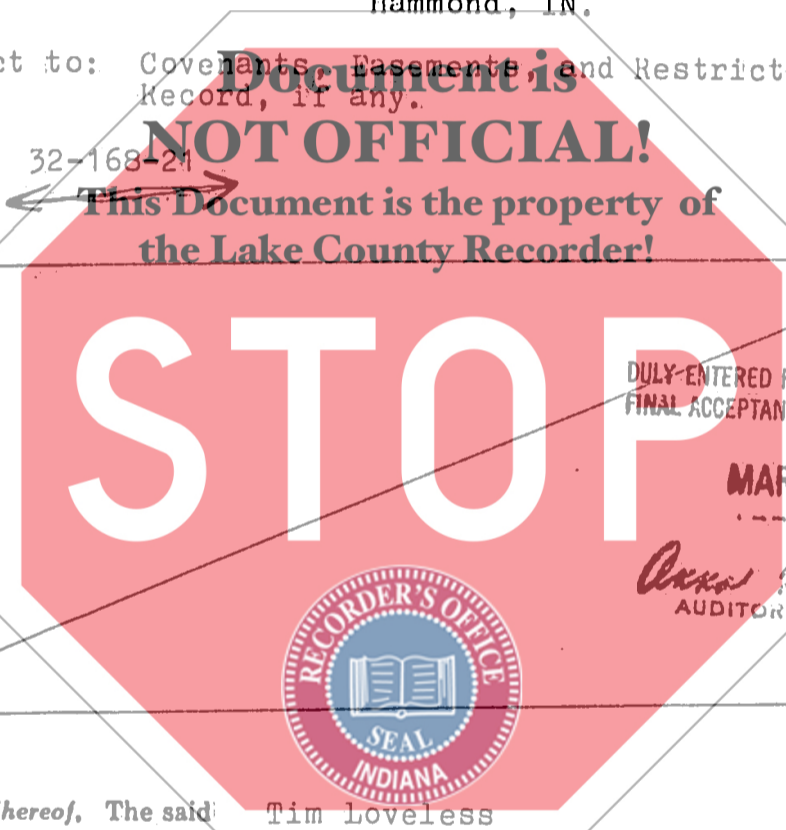 Hammond, IN.
ct to: Covenants, Easements, and Restrict
Record, if any.
32-168-21
Document is
NOT OFFICIAL!
This Document is the property of
the Lake County Recorder!
STOP
DULY ENTERED
FINAL ACCEPTAN
MAR
Anna
AUDITOR
RECORDER'S OFFICE
SEAL
INDIANA
hereof, The said Tim Loveless